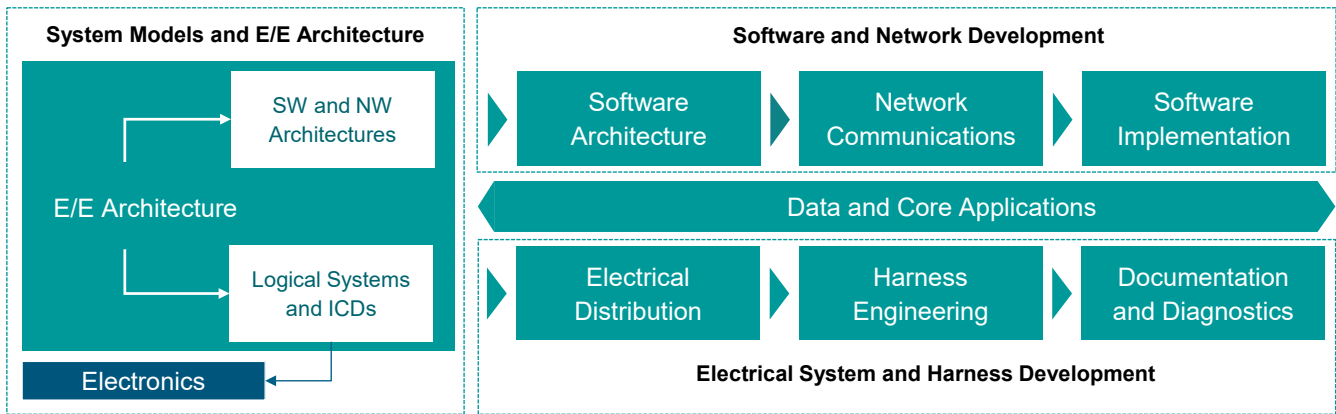 System Models and E/E Architecture
SW and NW
Architectures
E/E Architecture
Logical Systems
and ICDs
Electronics
Software and Network Development
Software
Architecture
Network
Communications
Software
Implementation
Data and Core Applications
Electrical
Distribution
Harness
Engineering
Documentation
and Diagnostics
Electrical System and Harness Development